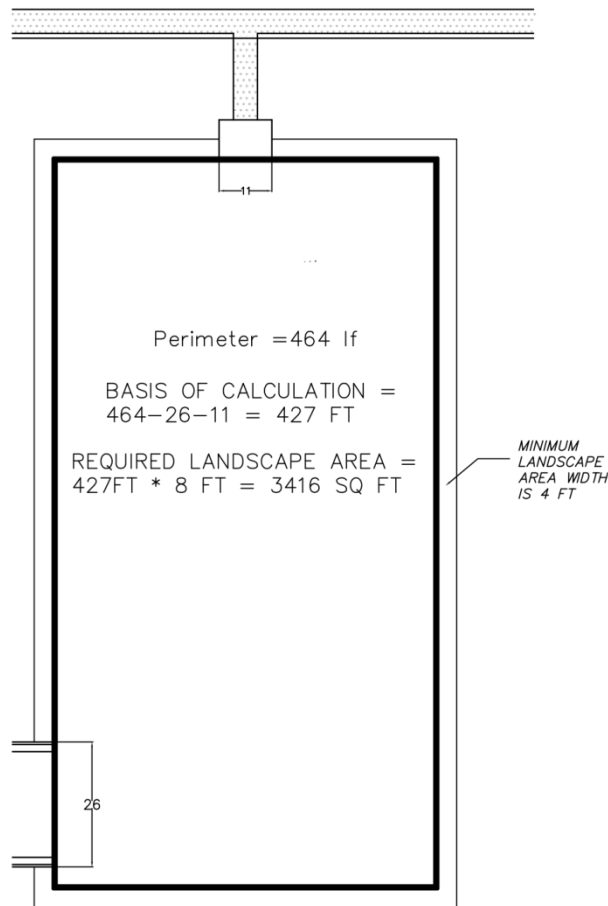 11
Perimeter =464 lf
BASIS OF CALCULATION =
464-26-11 = 427 FT
REQUIRED LANDSCAPE AREA =
427FT * 8 FT = 3416 SQ FT
MINIMUM
LANDSCAPE
AREA WIDTH
IS 4 FT
26